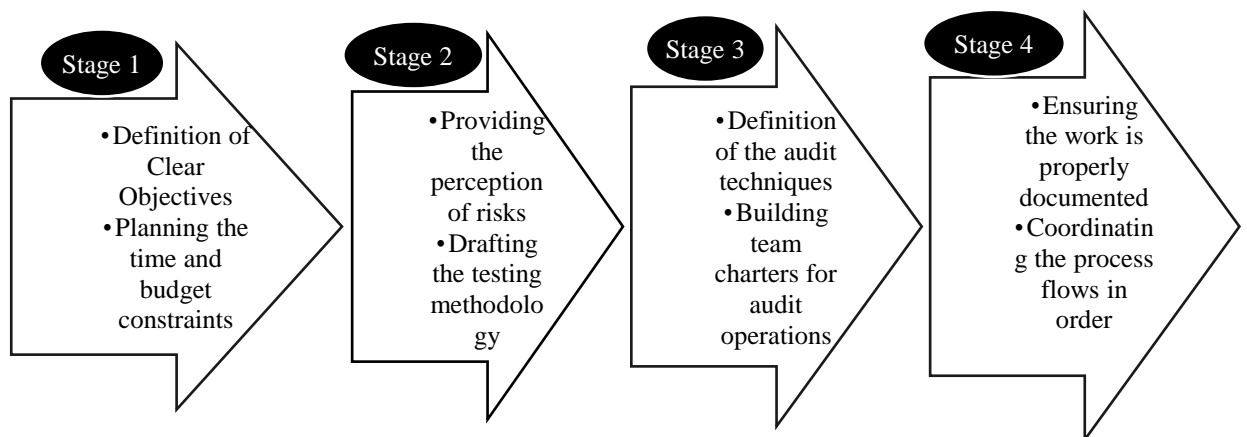 Stage 1
•Definition of
Clear
Objectives
•Planning the
time and
budget
constraints
Stage 2
•Providing
the
perception
of risks
•Drafting
the testing
methodolo
gy
Stage 3
•Definition
of the audit
techniques
•Building
team
charters for
audit
operations
Stage 4
•Ensuring
the work is
properly
documented
•Coordinatin
g the process
flows in
order